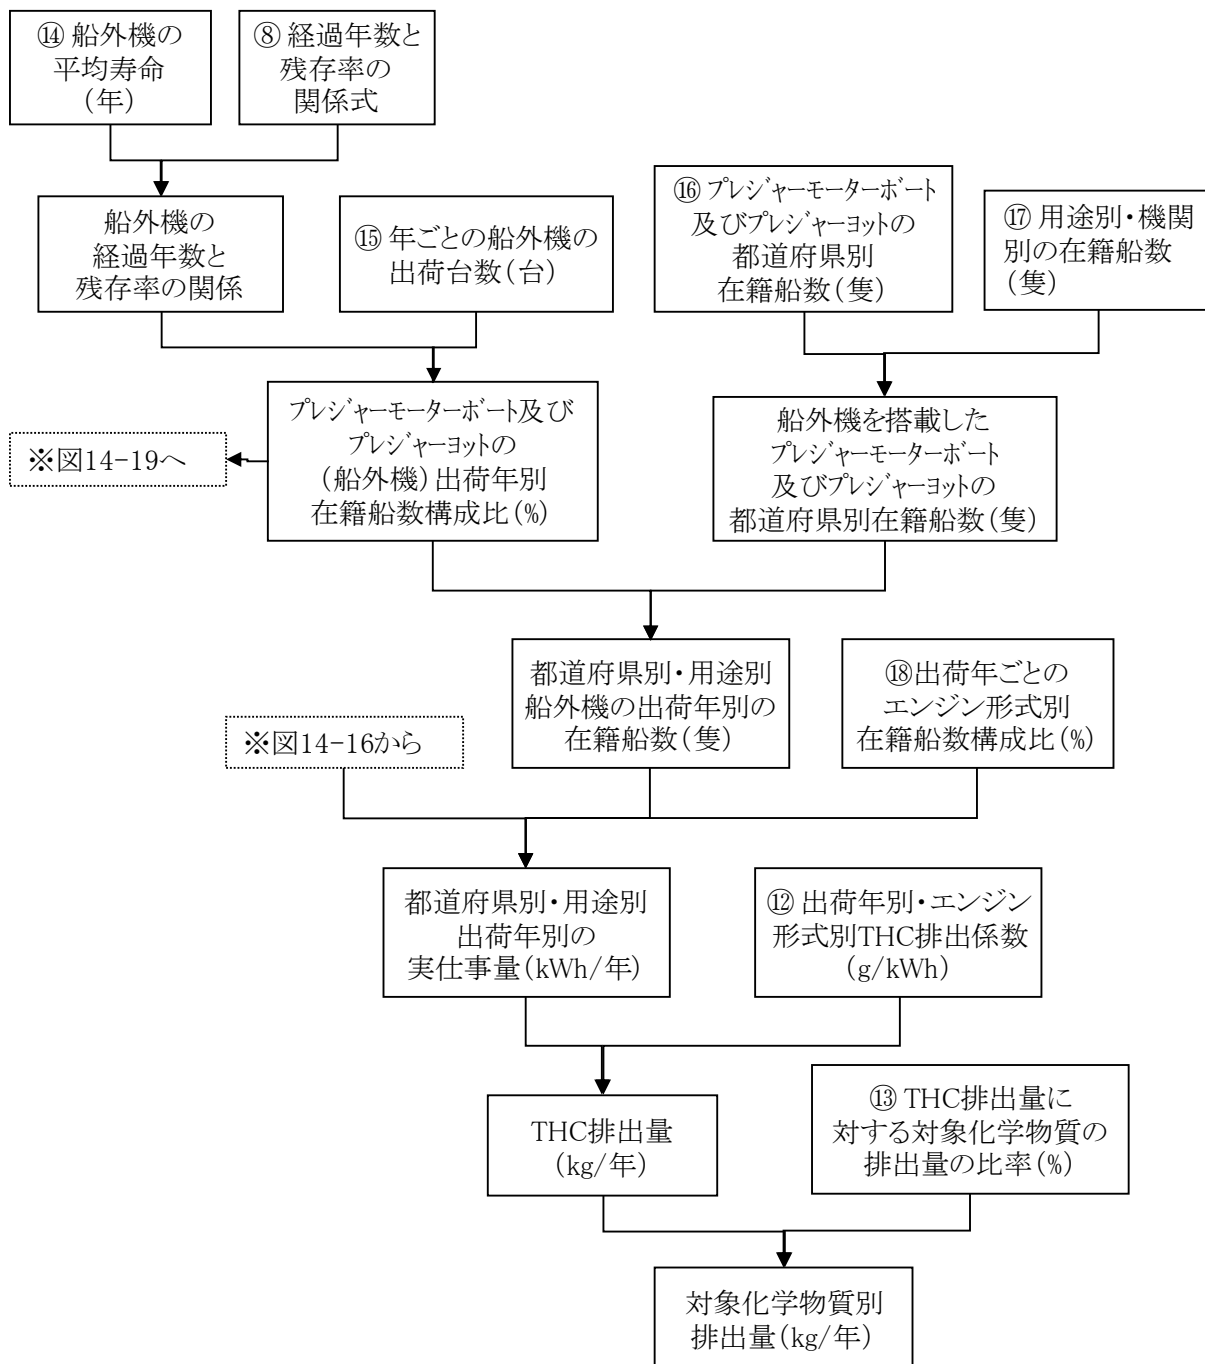 ⑭ 船外機の
平均寿命
(年)
⑧ 経過年数と
残存率の
関係式
船外機の
経過年数と
残存率の関係
⑮ 年ごとの船外機の
出荷台数(台)
⑯ プレジャーモーターボート
及びプレジャーヨットの
都道府県別
在籍船数(隻)
⑰ 用途別・機関
別の在籍船数
(隻)
※図14-19へ
プレジャーモーターボート及び
プレジャーヨットの
(船外機)出荷年別
在籍船数構成比(%)
船外機を搭載した
プレジャーモーターボート
及びプレジャーヨットの
都道府県別在籍船数(隻)
※図14-16から
都道府県別・用途別
船外機の出荷年別の
在籍船数(隻)
⑱出荷年ごとの
エンジン形式別
在籍船数構成比(%)
都道府県別・用途別
出荷年別の
実仕事量(kWh/年)
⑫ 出荷年別・エンジン
形式別THC排出係数
(g/kWh)
THC排出量
(kg/年)
⑬ THC排出量に
対する対象化学物質の
排出量の比率(%)
対象化学物質別
排出量(kg/年)